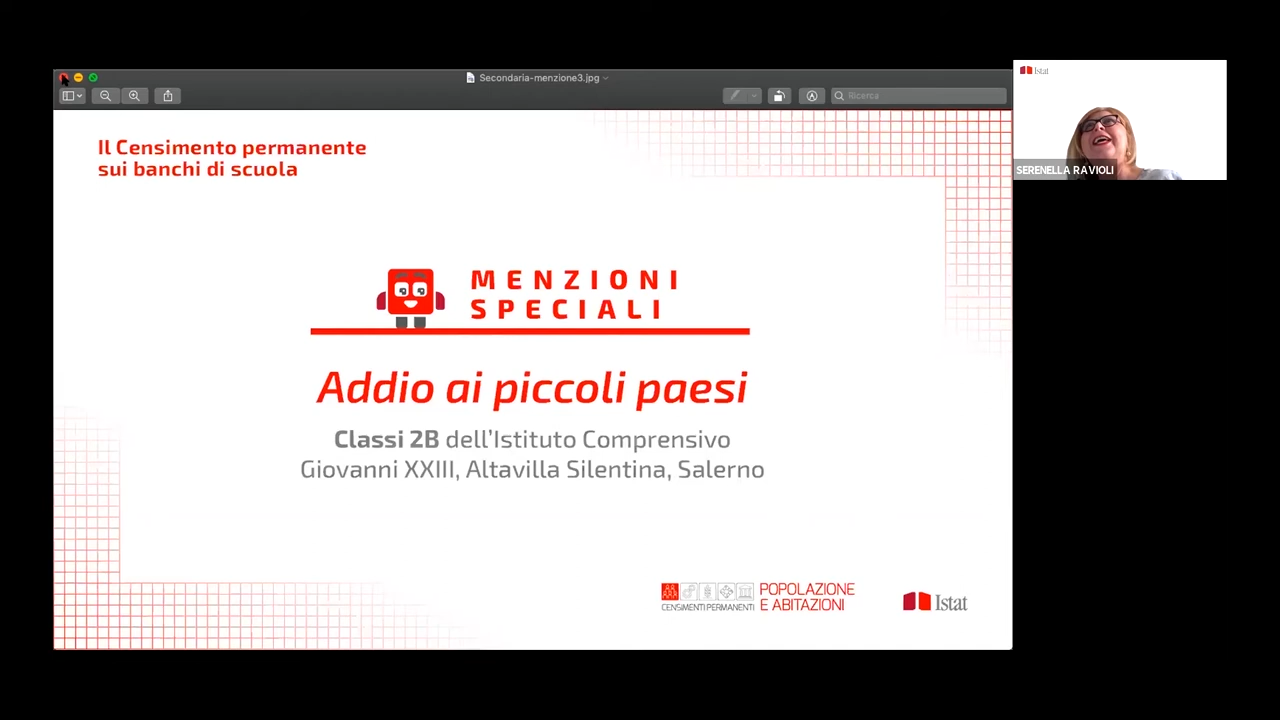 Secondaria-menzione3.jpg
Ricerca
Istat
SERENELLA RAVIOLI
Il Censimento permanente
sui banchi di scuola
MENZIONI
SPECIALI
Addio ai piccoli paesi
Classi 2B dell'Istituto Comprensivo
Giovanni XXIII, Altavilla Silentina, Salerno
CENSIMENTI PERMANENTI
POPOLAZIONE
E ABITAZIONI
Istat